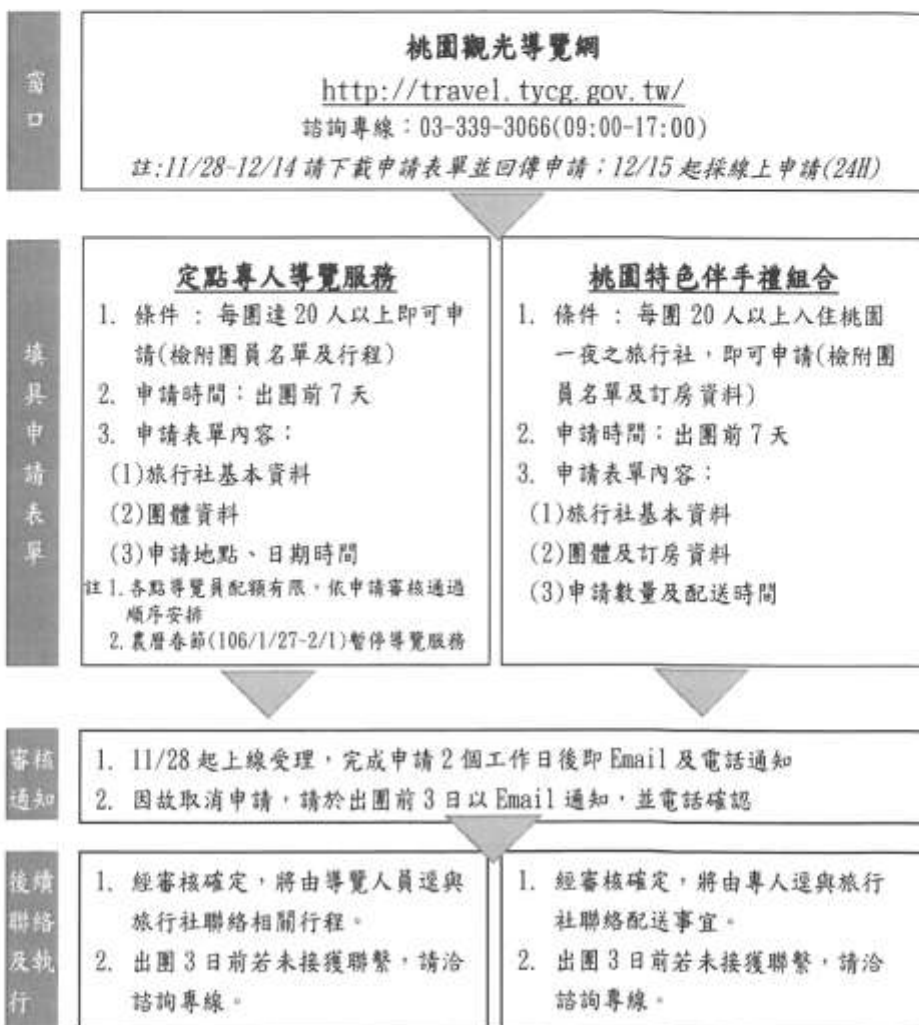 窗口
桃園觀光導覽網
http://travel.tycg.gov.tw/
諮詢專線：03-339-3066(09:00-17:00)
註:11/28-12/14 請下載申請表單並回傳申請；12/15 起採線上申請(24H)
填具申請表單
定點專人導覽服務
1. 條件 : 每團達 20 人以上即可申
請(檢附團員名單及行程)
2. 申請時間：出團前 7 天
3. 申請表單內容：
(1)旅行社基本資料
(2)團體資料
(3)申請地點、日期時間
註 1.各點導覽員配額有限，依申請審核通過
順序安排
2.農曆春節(106/1/27-2/1)暫停導覽服務
桃園特色伴手禮組合
1. 條件 : 每團 20 人以上入住桃園
一夜之旅行社，即可申請(檢附團
員名單及訂房資料)
2. 申請時間：出團前 7 天
3. 申請表單內容：
(1)旅行社基本資料
(2)團體及訂房資料
(3)申請數量及配送時間
審核
通知
1. 11/28 起上線受理，完成申請 2 個工作日後即 Email 及電話通知
2. 因故取消申請，請於出團前 3 日以 Email 通知，並電話確認
後續
聯絡
及執
行
1. 經審核確定，將由導覽人員逕與
旅行社聯絡相關行程。
2. 出團 3 日前若未接獲聯繫，請洽
諮詢專線。
1. 經審核確定，將由專人逕與旅行
社聯絡配送事宜。
2. 出團 3 日前若未接獲聯繫，請洽
諮詢專線。